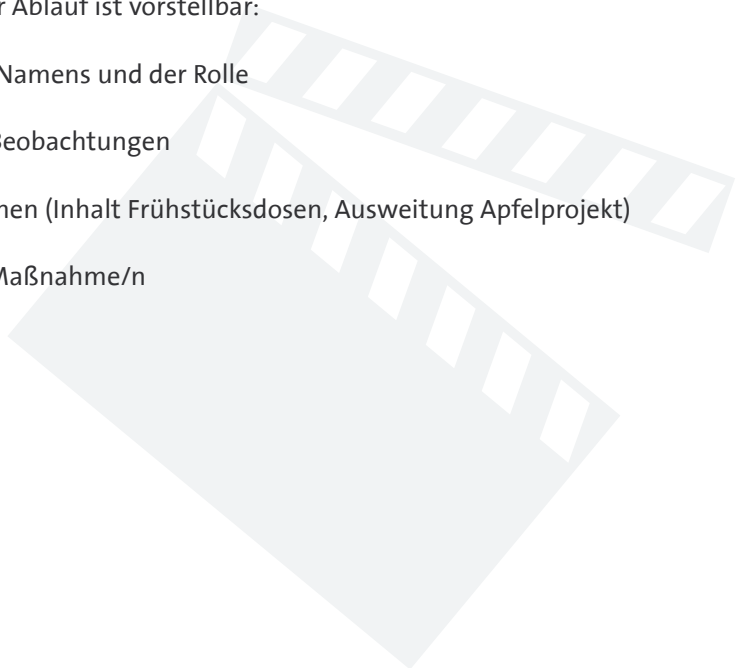 r Ablauf ist vorstellbar:
Namens und der Rolle
Beobachtungen
nen (Inhalt Frühstücksdosen, Ausweitung Apfelprojekt)
Maßnahme/n